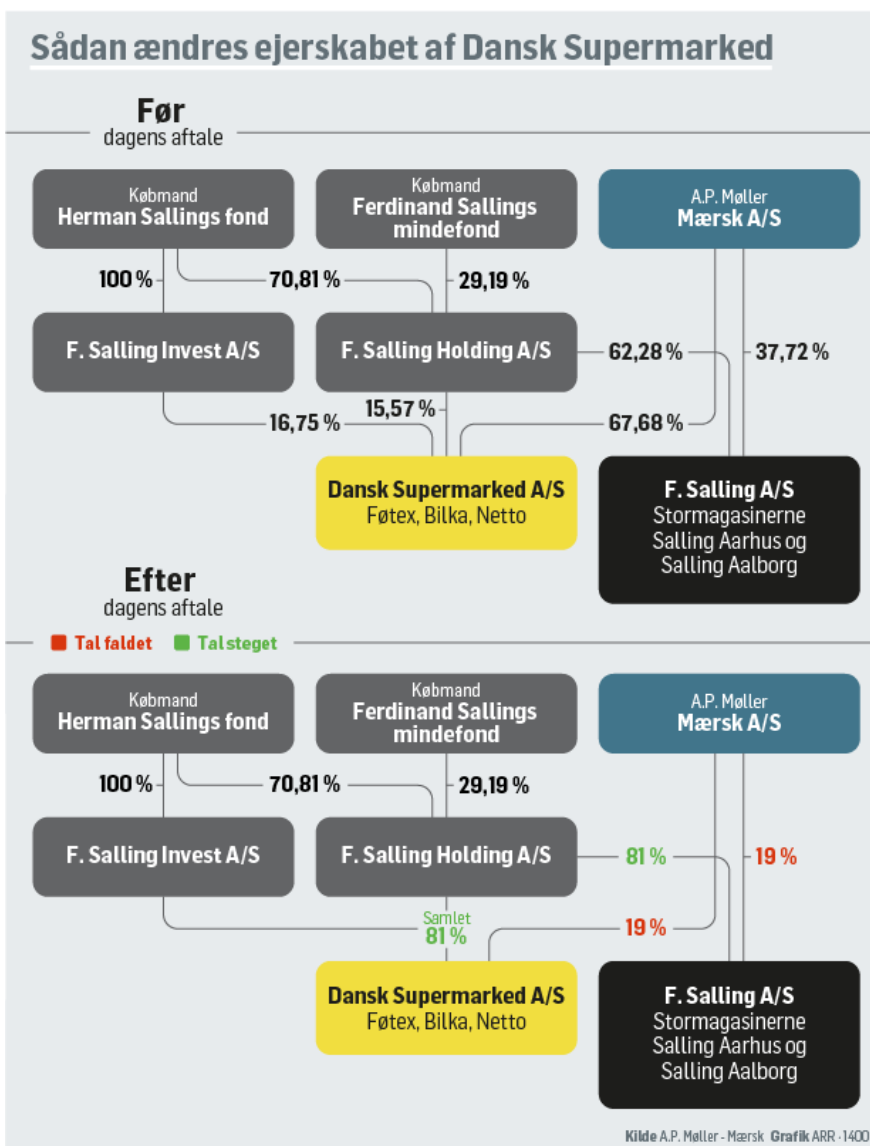 Sådan ændres ejerskabet af Dansk Supermarked
Før
dagens aftale
Købmand
Herman Sallings fond
Købmand
Ferdinand Sallings
mindefond
A.P. Møller
Mærsk A/S
100 %
70,81 %
29,19 %
F. Salling Invest A/S
F. Salling Holding A/S
62,28 %
37,72 %
16,75 %
15,57 %
67,68 %
Dansk Supermarked A/S
Føtex, Bilka, Netto
F. Salling A/S
Stormagasinerne
Salling Aarhus og
Salling Aalborg
Efter
dagens aftale
Tal faldet
Tal steget
Købmand
Herman Sallings fond
Købmand
Ferdinand Sallings
mindefond
A.P. Møller
Mærsk A/S
100 %
70,81 %
29,19 %
F. Salling Invest A/S
F. Salling Holding A/S
81 %
19 %
Samlet
81 %
19 %
Dansk Supermarked A/S
Føtex, Bilka, Netto
F. Salling A/S
Stormagasinerne
Salling Aarhus og
Salling Aalborg
Kilde A.P. Møller - Mærsk Grafik ARR · 1400